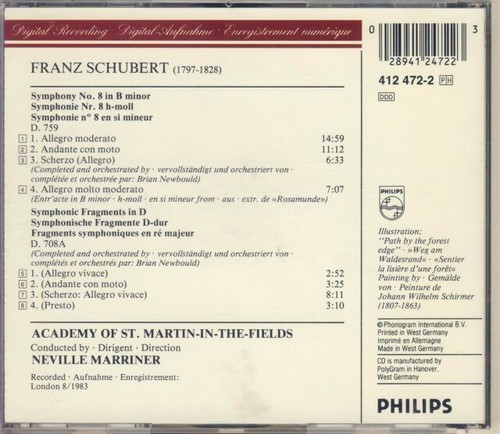 Digital Recording · Digital-Aufnahme · Enregistrement numérique
FRANZ SCHUBERT (1797-1828)
Symphony No. 8 in B minor
Symphonie Nr. 8 h-moll
Symphonie n° 8 en si mineur
D. 759
1 1. Allegro moderato 14:59
2 2. Andante con moto 11:12
3 3. Scherzo (Allegro) 6:33
(Completed and orchestrated by · vervollständigt und orchestriert von ·
complétés et orchestrée par: Brian Newbould)
4 4. Allegro molto moderato 7:07
(Entr'acte in B minor · h-moll · en si mineur from · aus · extr. de «Rosamunde»)
Symphonic Fragments in D
Symphonische Fragmente D-dur
Fragments symphoniques en ré majeur
D. 708A
(Completed and orchestrated by · vervollständigt und orchestriert von ·
complétés et orchestrés par: Brian Newbould)
5 1. (Allegro vivace) 2:52
6 2. (Andante con moto) 3:25
7 3. (Scherzo: Allegro vivace) 8:11
8 4. (Presto) 3:10
ACADEMY OF ST. MARTIN-IN-THE-FIELDS
Conducted by · Dirigent · Direction
NEVILLE MARRINER
Recorded · Aufnahme · Enregistrement:
London 8/1983
0 28941 24722 3
412 472-2 PH
DDD
PHILIPS
Illustration:
"Path by the forest
edge" · »Weg am
Waldesrand« · «Sentier
la lisière d'une forêt»
Painting by · Gemälde
von · Peinture de
Johann Wilhelm Schirmer
(1807-1863)
℗ Phonogram International B.V.
Printed in West Germany
Imprimé en Allemagne
Made in West Germany
CD is manufactured by
PolyGram in Hanover,
West Germany
PHILIPS